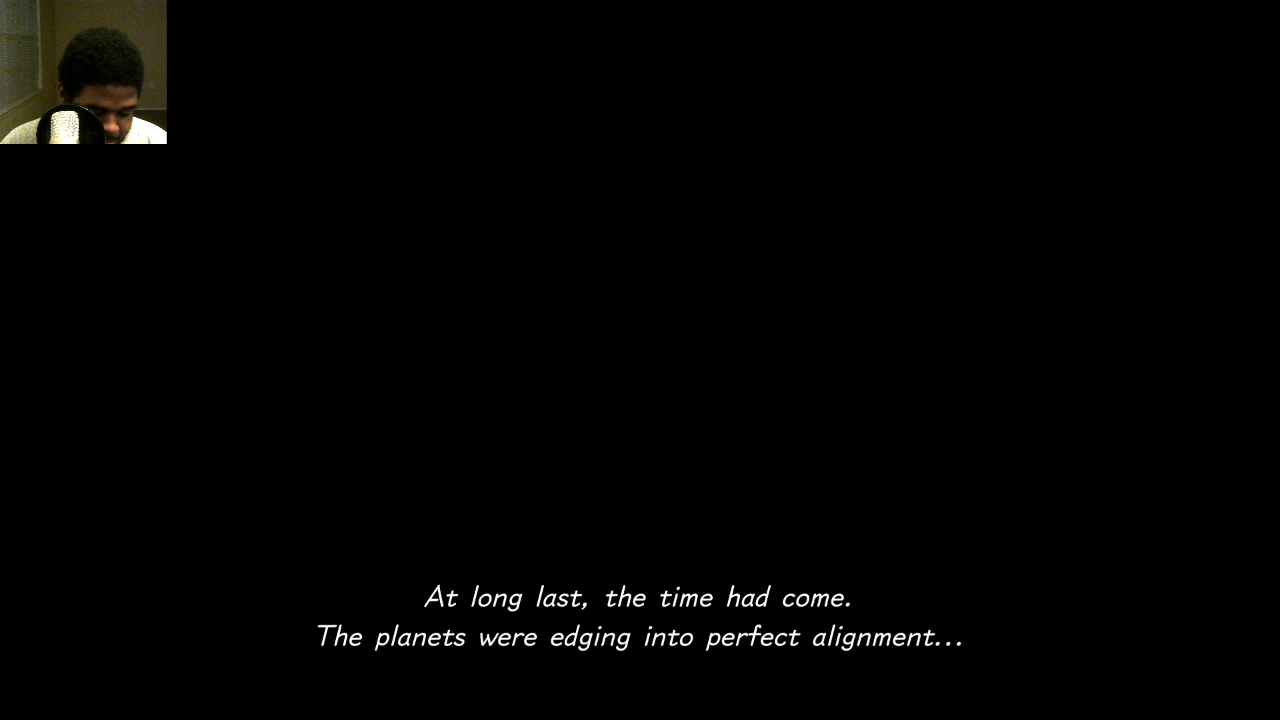 At long last, the time had come.
The planets were edging into perfect alignment...